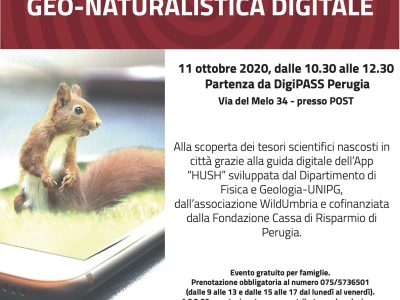 GEO-NATURALISTICA DIGITALE
11 ottobre 2020, dalle 10.30 alle 12.30
Partenza da DigiPASS Perugia
Via del Melo 34 - presso POST
Alla scoperta dei tesori scientifici nascosti in
città grazie alla guida digitale dell'App
"HUSH" sviluppata dal Dipartimento di
Fisica e Geologia-UNIPG,
dall'associazione WildUmbria e cofinanziata
dalla Fondazione Cassa di Risparmio di
Perugia.
Evento gratuito per famiglie.
Prenotazione obbligatoria al numero 075/5736501
(dalle 9 alle 13 e dalle 15 alle 17 dal lunedì al venerdì).